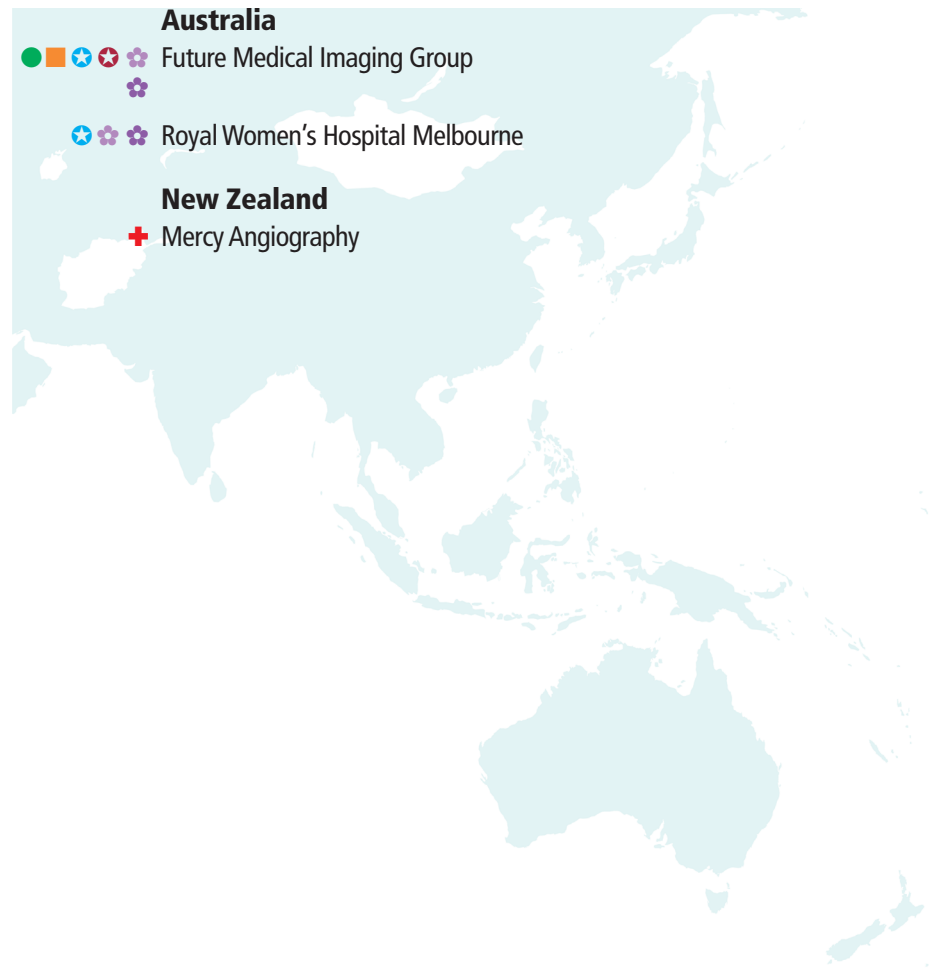 Australia
Future Medical Imaging Group
Royal Women's Hospital Melbourne
New Zealand
Mercy Angiography